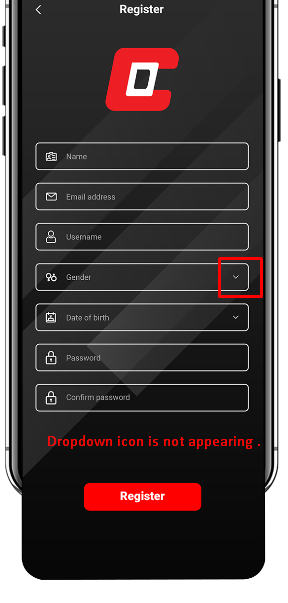 Register
Name
Email address
Username
Gender
Date of birth
Password
Confirm password
Dropdown icon is not appearing .
Register